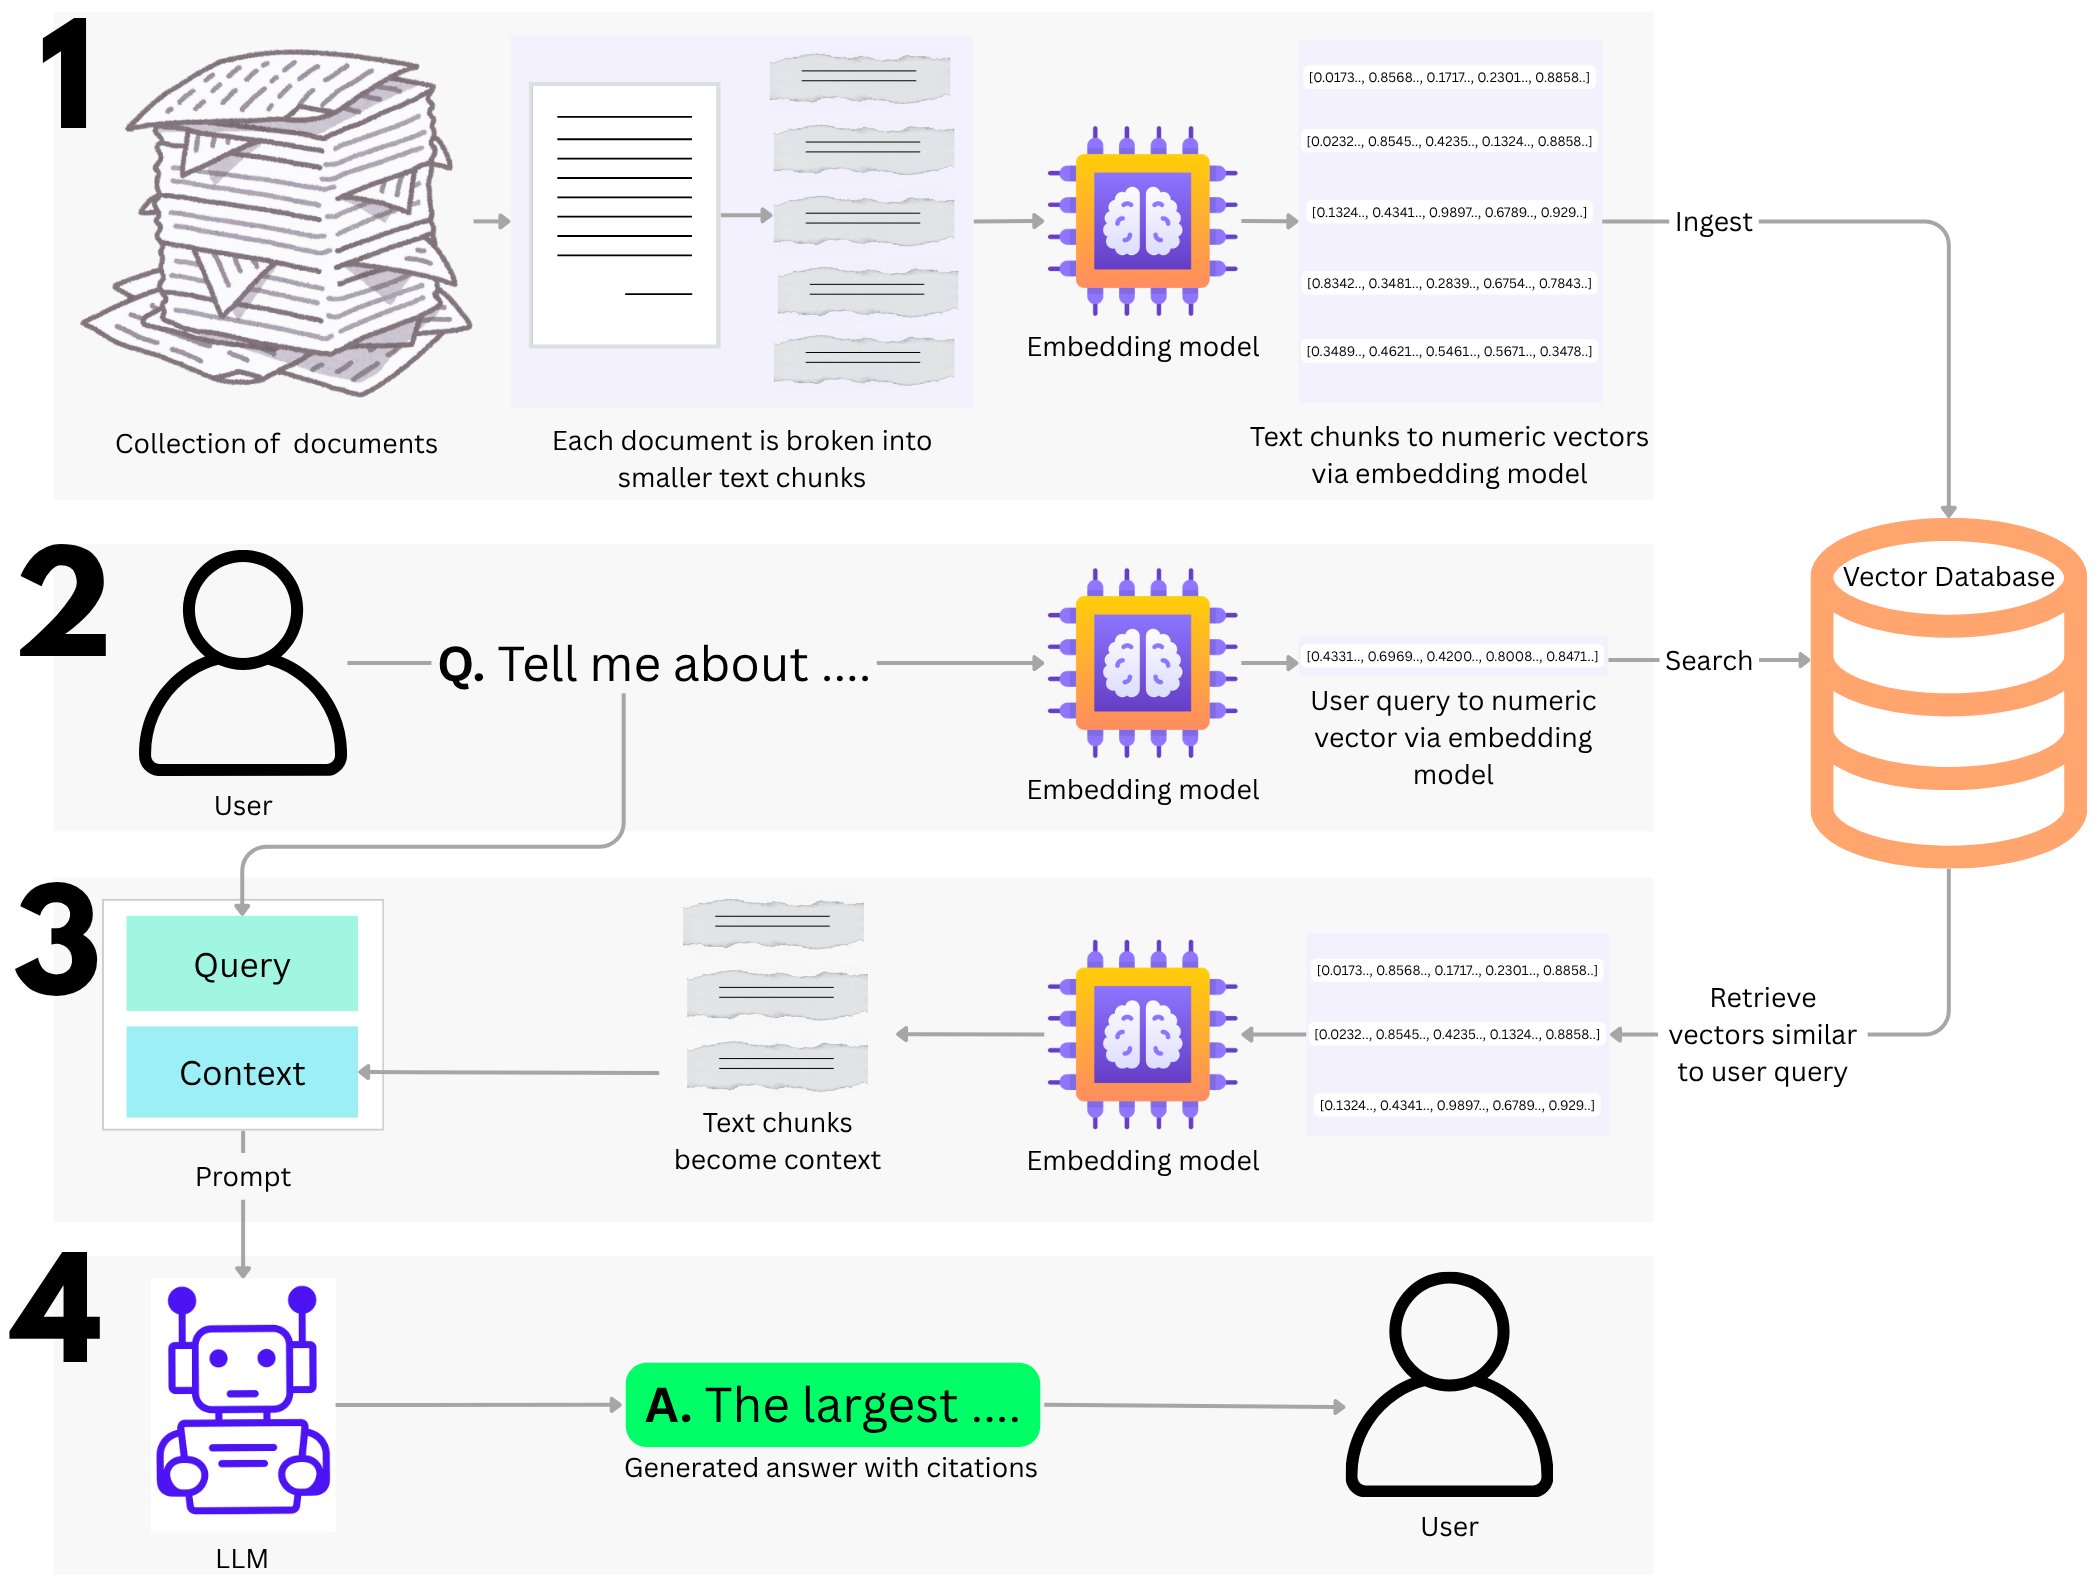 1
[0.0173.., 0.8568.., 0.1717.., 0.2301.., 0.8858..]
[0.0232.., 0.8545.., 0.4235.., 0.1324.., 0.8858..]
[0.1324.., 0.4341.., 0.9897.., 0.6789.., 0.929..]
[0.8342.., 0.3481.., 0.2839.., 0.6754.., 0.7843..]
[0.3489.., 0.4621.., 0.5461.., 0.5671.., 0.3478..]
Ingest
Embedding model
Collection of  documents
Each document is broken into
smaller text chunks
Text chunks to numeric vectors
via embedding model
Vector Database
2
Q. Tell me about ....
[0.4331.., 0.6969.., 0.4200.., 0.8008.., 0.8471..]
Search
User query to numeric
vector via embedding
model
Embedding model
User
3
Query
Context
Prompt
Text chunks
become context
Embedding model
[0.0173.., 0.8568.., 0.1717.., 0.2301.., 0.8858..]
[0.0232.., 0.8545.., 0.4235.., 0.1324.., 0.8858..]
[0.1324.., 0.4341.., 0.9897.., 0.6789.., 0.929..]
Retrieve
vectors similar
to user query
4
LLM
A. The largest ....
Generated answer with citations
User